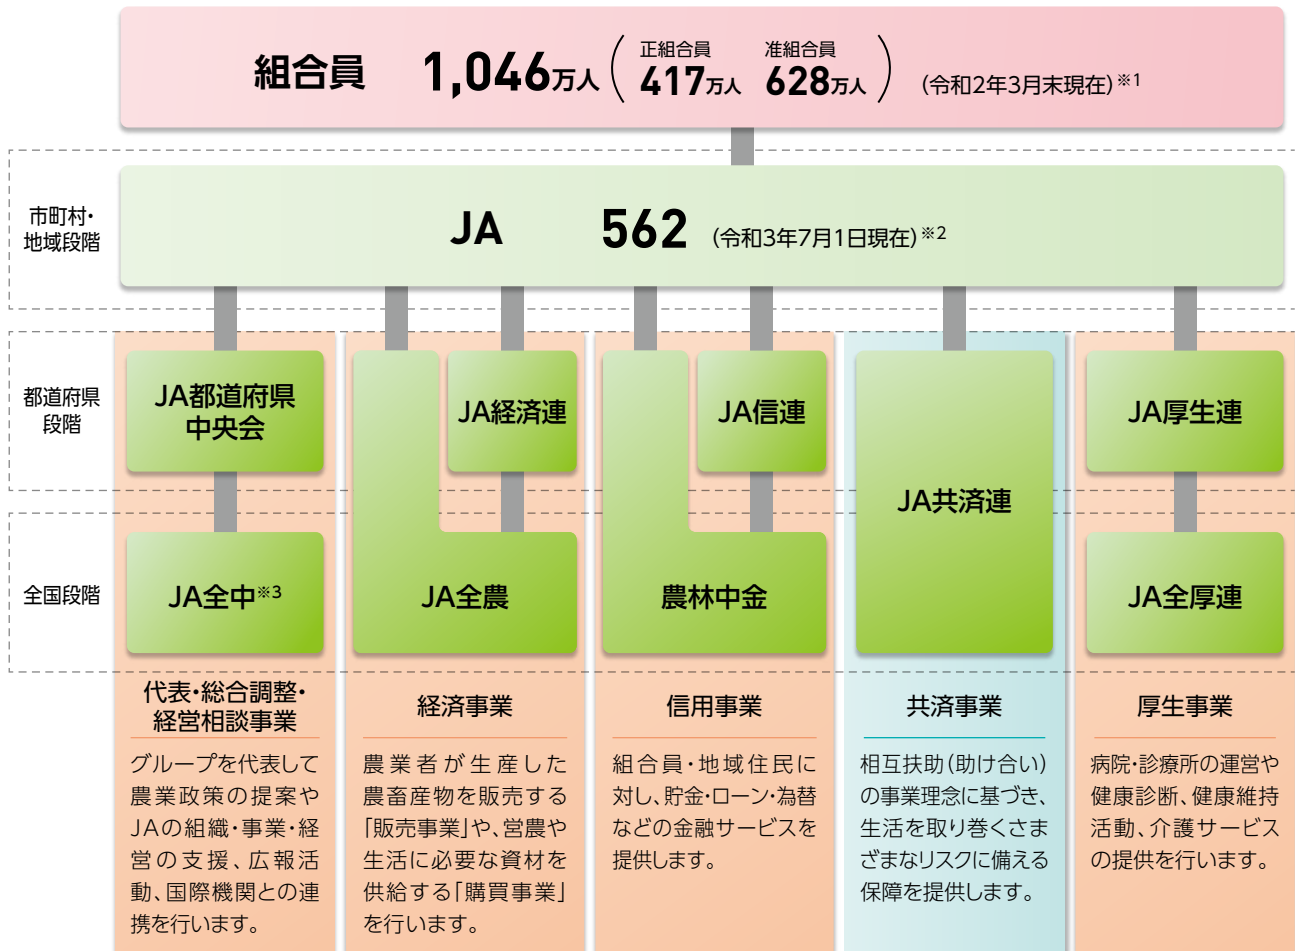 組合員 1,046万人 ( 正組合員 417万人 准組合員 628万人 ) (令和2年3月末現在)※1
市町村・
地域段階
JA 562 (令和3年7月1日現在)※2
都道府県
段階
JA都道府県
中央会
JA経済連
JA信連
JA共済連
JA厚生連
全国段階
JA全中※3
JA全農
農林中金
JA全厚連
代表・総合調整・
経営相談事業
グループを代表して
農業政策の提案や
JAの組織・事業・経
営の支援、広報活
動、国際機関との連
携を行います。
経済事業
農業者が生産した
農畜産物を販売する
「販売事業」や、営農や
生活に必要な資材を
供給する「購買事業」
を行います。
信用事業
組合員・地域住民に
対し、貯金・ローン・為替
などの金融サービスを
提供します。
共済事業
相互扶助(助け合い)
の事業理念に基づき、
生活を取り巻くさま
ざまなリスクに備える
保障を提供します。
厚生事業
病院・診療所の運営や
健康診断、健康維持
活動、介護サービス
の提供を行います。